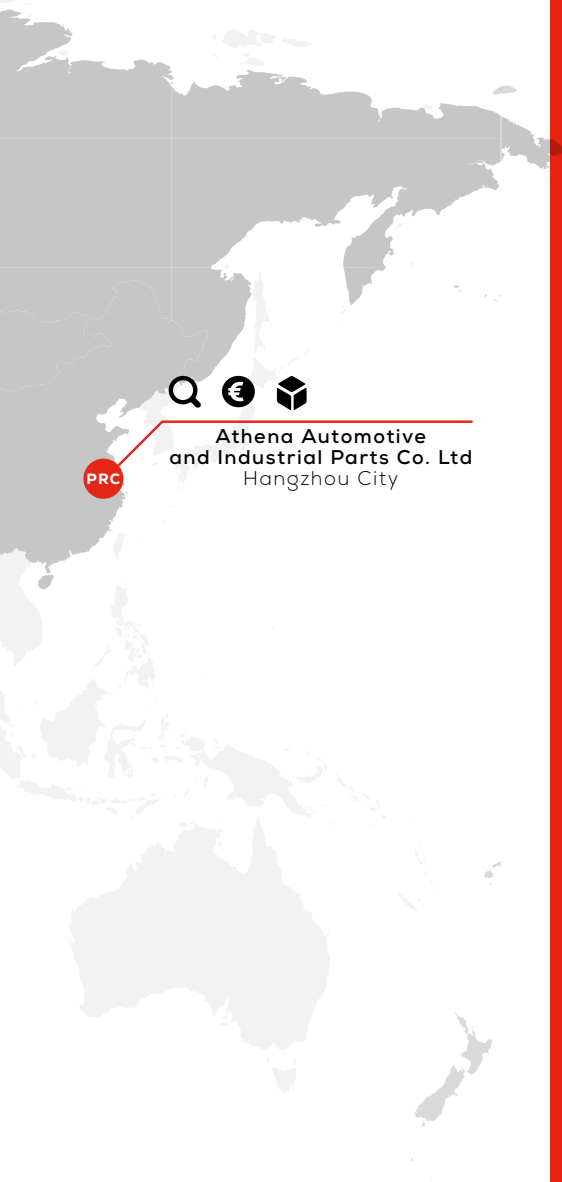 €
Athena Automotive
and Industrial Parts Co. Ltd
Hangzhou City
PRC